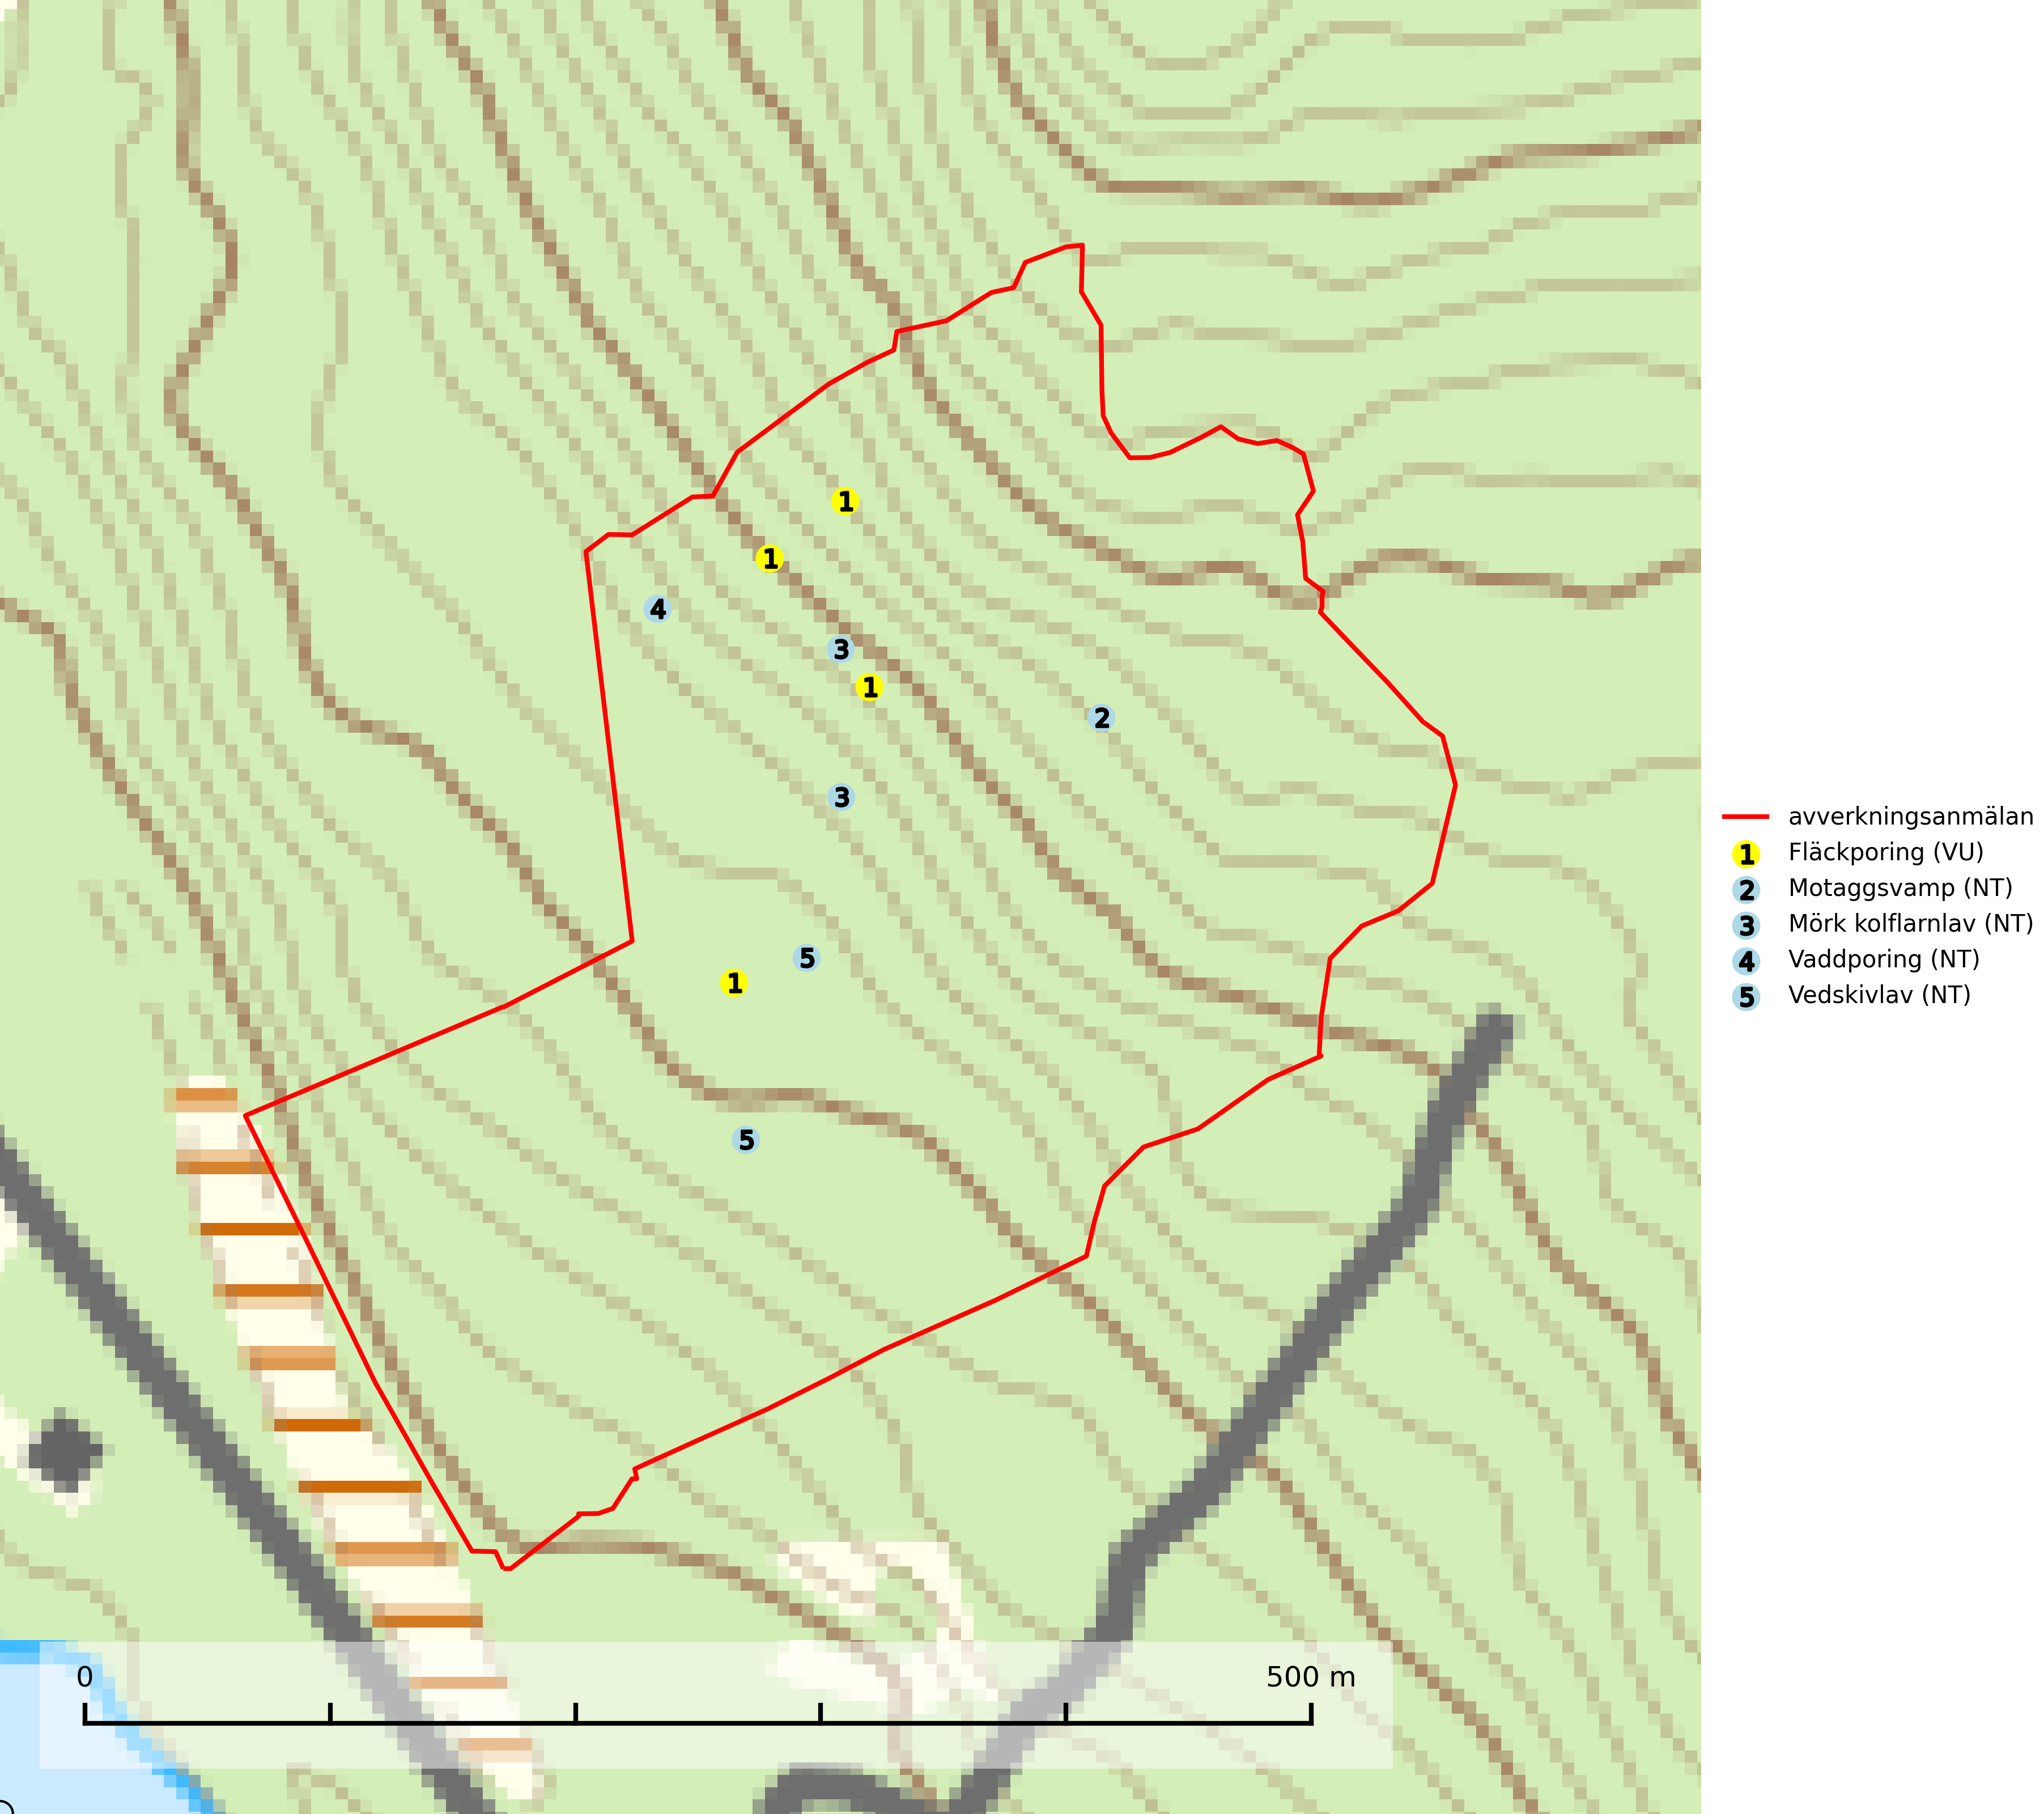 1
1
4
3
1
2
3
5
1
5
0 500 m
avverkningsanmälan
1 Fläckporing (VU)
2 Motaggsvamp (NT)
3 Mörk kolflarnlav (NT)
4 Vaddporing (NT)
5 Vedskivlav (NT)